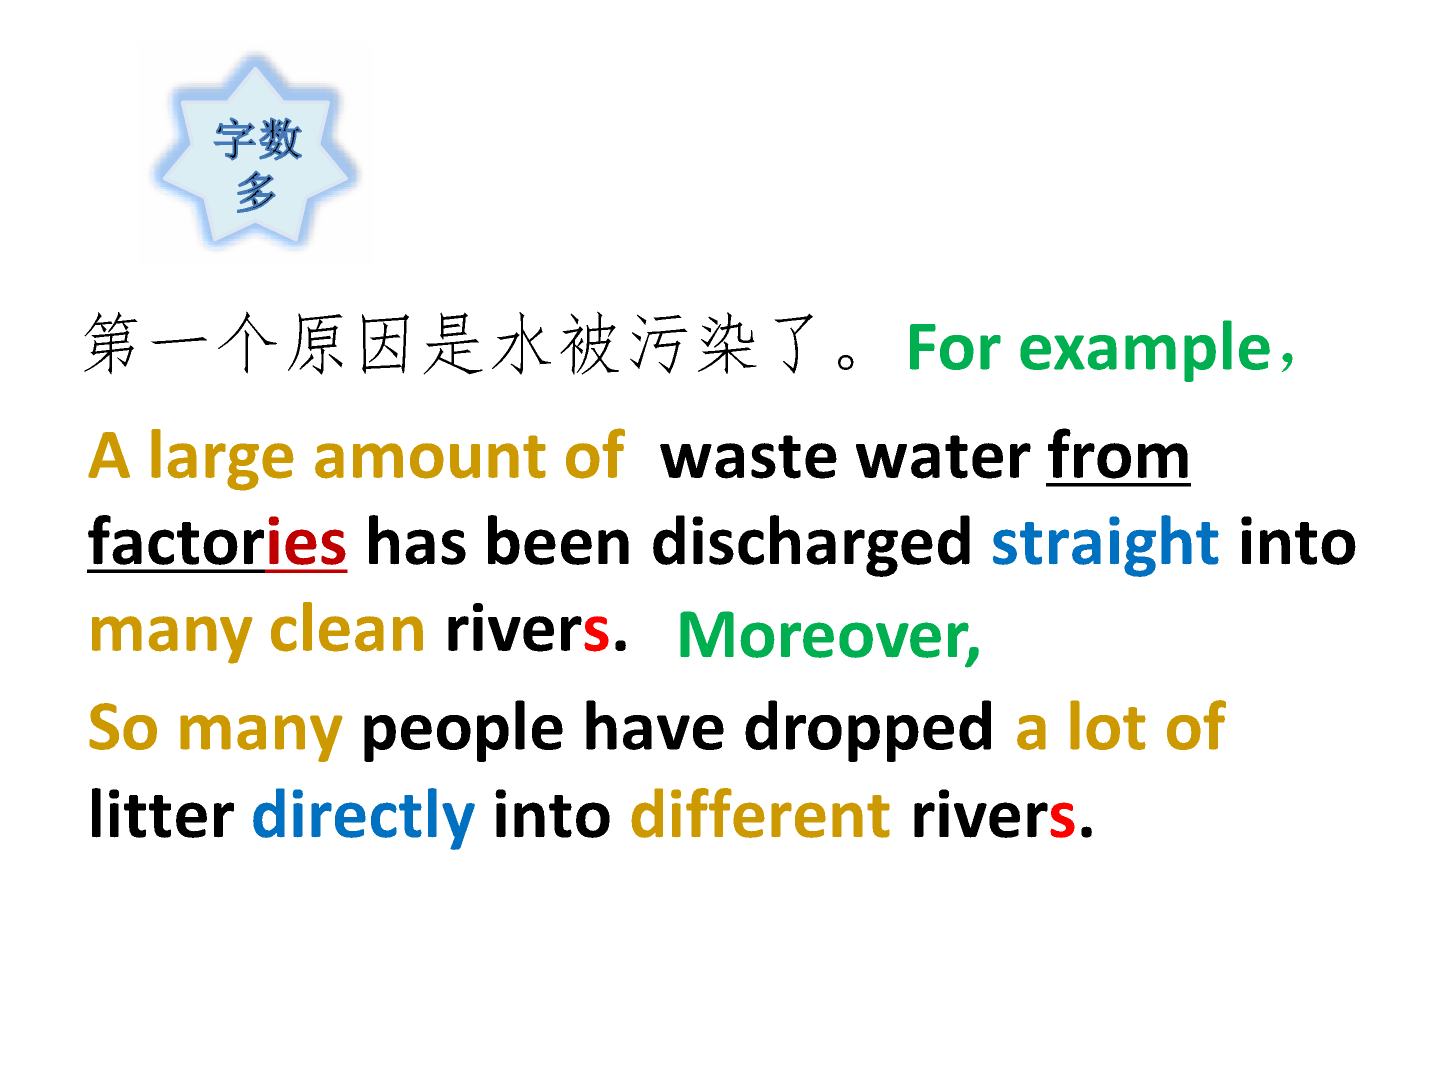 字数
多
第一个原因是水被污染了。 For example，
A large amount of waste water from
factories has been discharged straight into
many clean rivers. Moreover,
So many people have dropped a lot of
litter directly into different rivers.